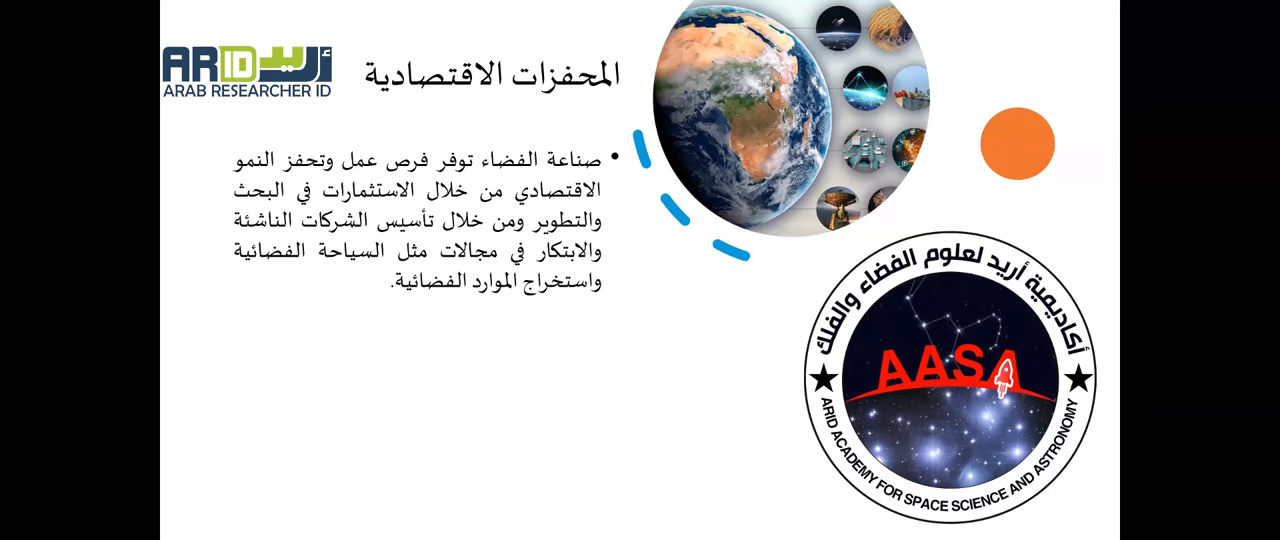 المحفزات الاقتصادية
أريد
ARID
ARAB RESEARCHER ID
• صناعة الفضاء توفر فرص عمل وتحفز النمو
الاقتصادي من خلال الاستثمارات في البحث
والتطوير ومن خلال تأسيس الشركات الناشئة
والابتكار في مجالات مثل السياحة الفضائية
واستخراج الموارد الفضائية.
أكاديمية أريد لعلوم الفضاء والفلك
AASA
ARID ACADEMY FOR SPACE SCIENCE AND ASTRONOMY